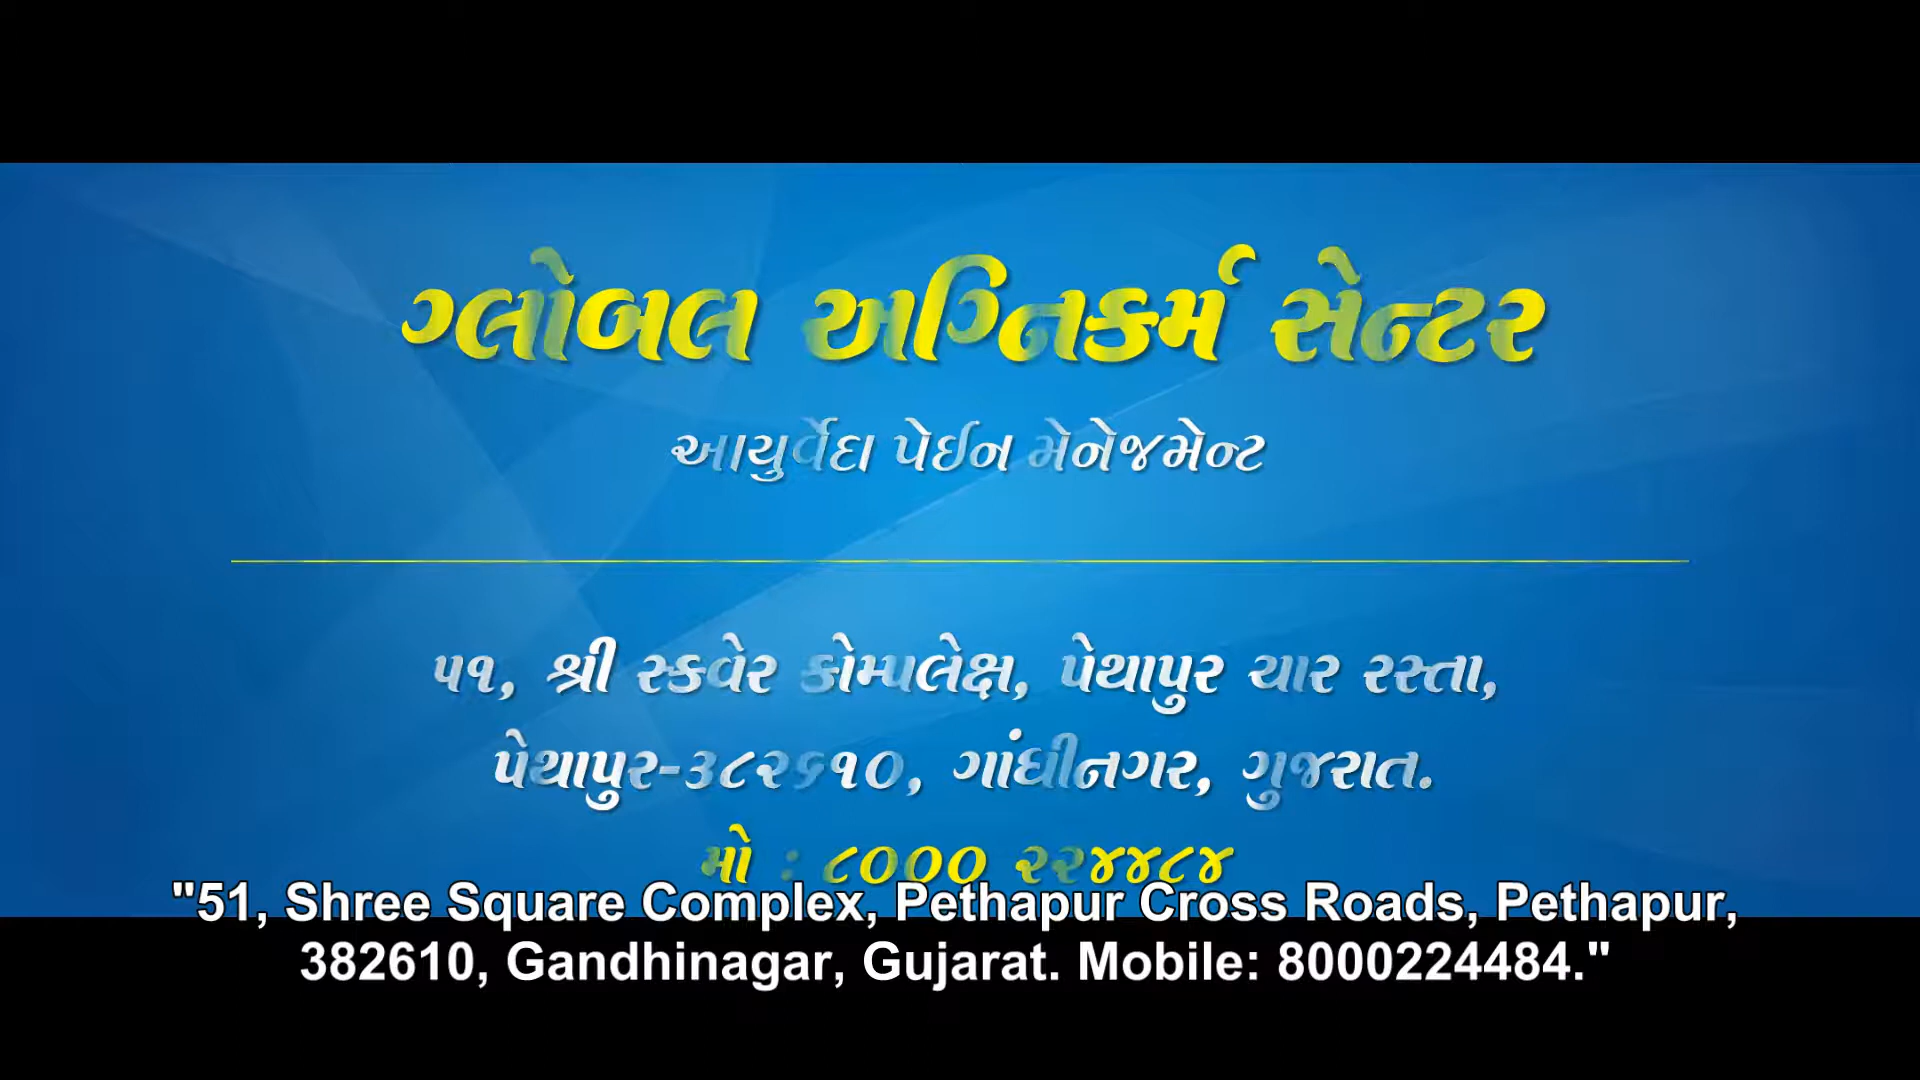 ગ્લોબલ અગ્નિકર્મ સેન્ટર
આયુર્વેદા પેઈન મેનેજમેન્ટ
૫૧, શ્રી સ્કવેર કોમ્પલેક્ષ, પેથાપુર ચાર રસ્તા,
પેથાપુર-૩૮૨૬૧૦, ગાંધીનગર, ગુજરાત.
મો : ૮૦૦૦ ૨૨૪૪૮૪
"51, Shree Square Complex, Pethapur Cross Roads, Pethapur,
382610, Gandhinagar, Gujarat. Mobile: 8000224484."